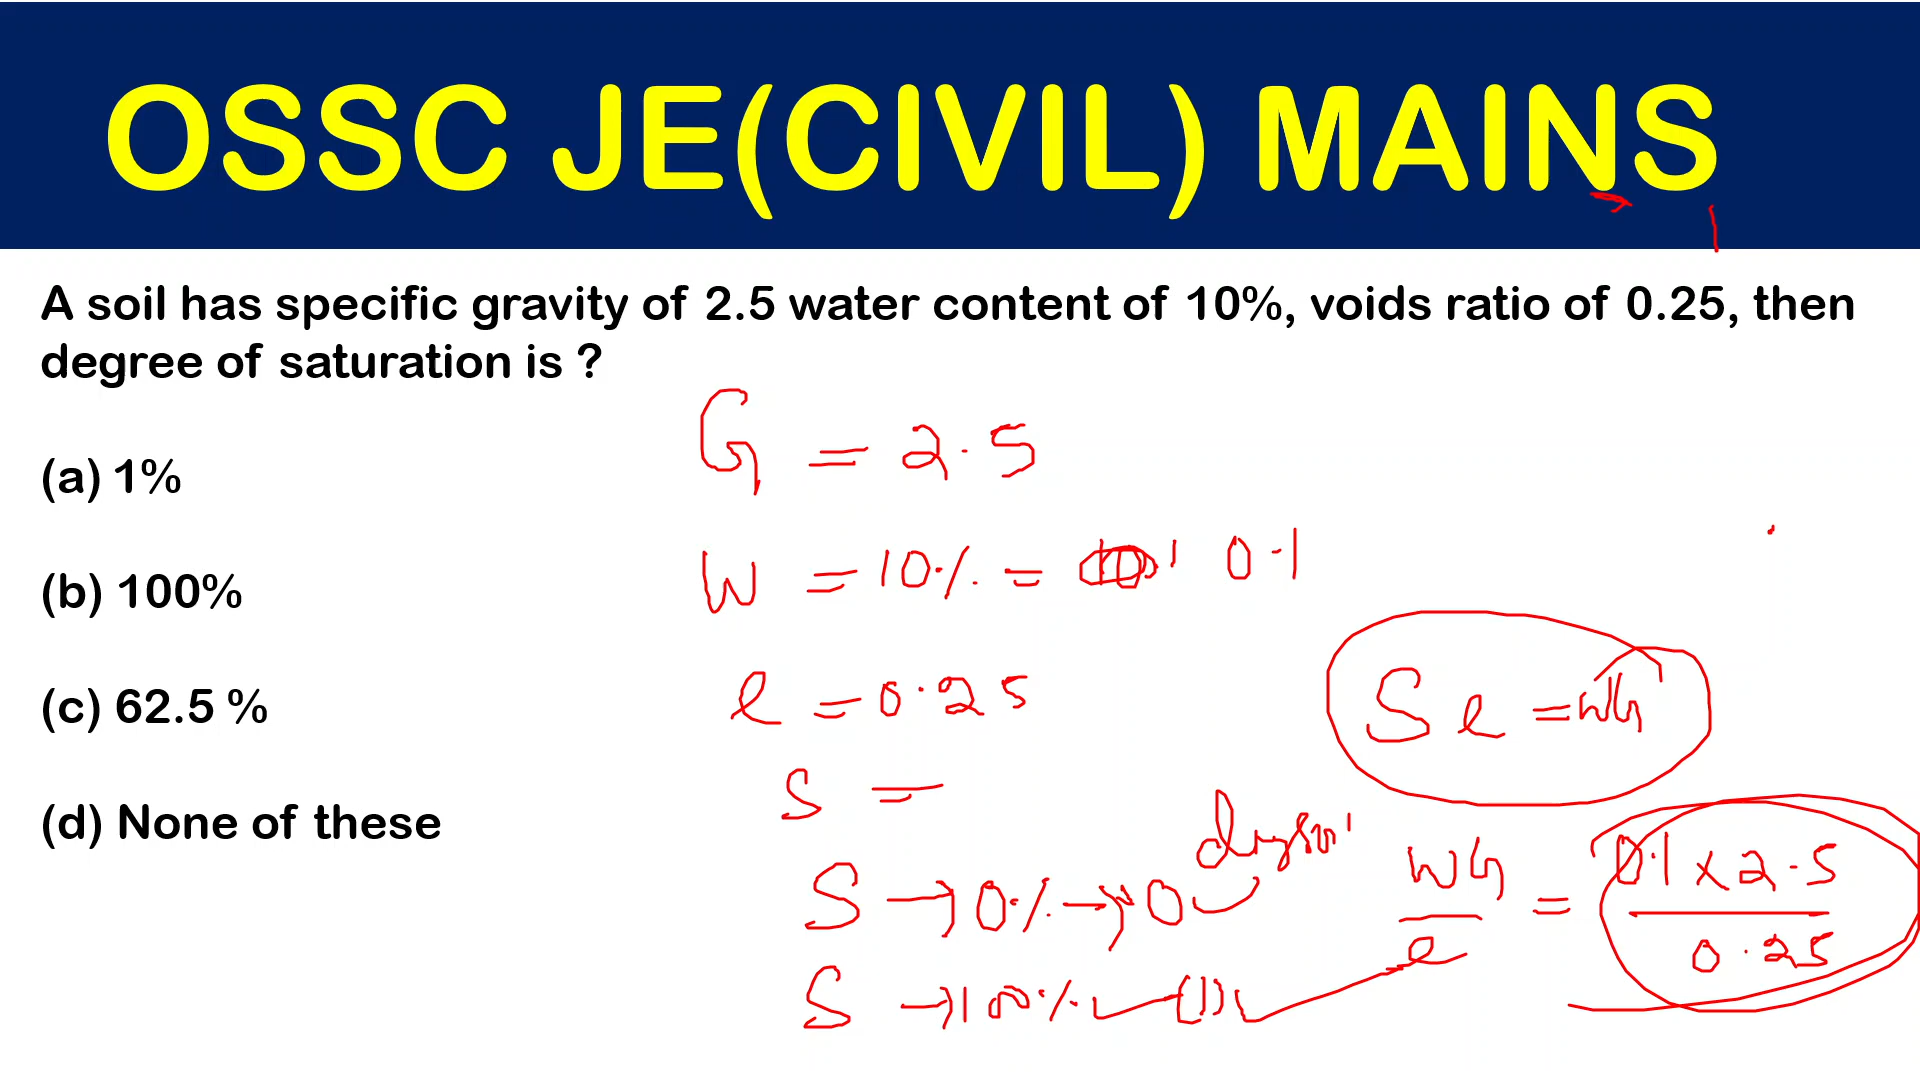 OSSC JE(CIVIL) MAINS
A soil has specific gravity of 2.5 water content of 10%, voids ratio of 0.25, then
degree of saturation is ?
(a) 1%
(b) 100%
(c) 62.5 %
(d) None of these
G = 2.5
w = 10% = 0.1
e = 0.25
S =
S e = wG
S → 0% → 0
S → 100%
wG/e = 0.1 x 2.5/0.25